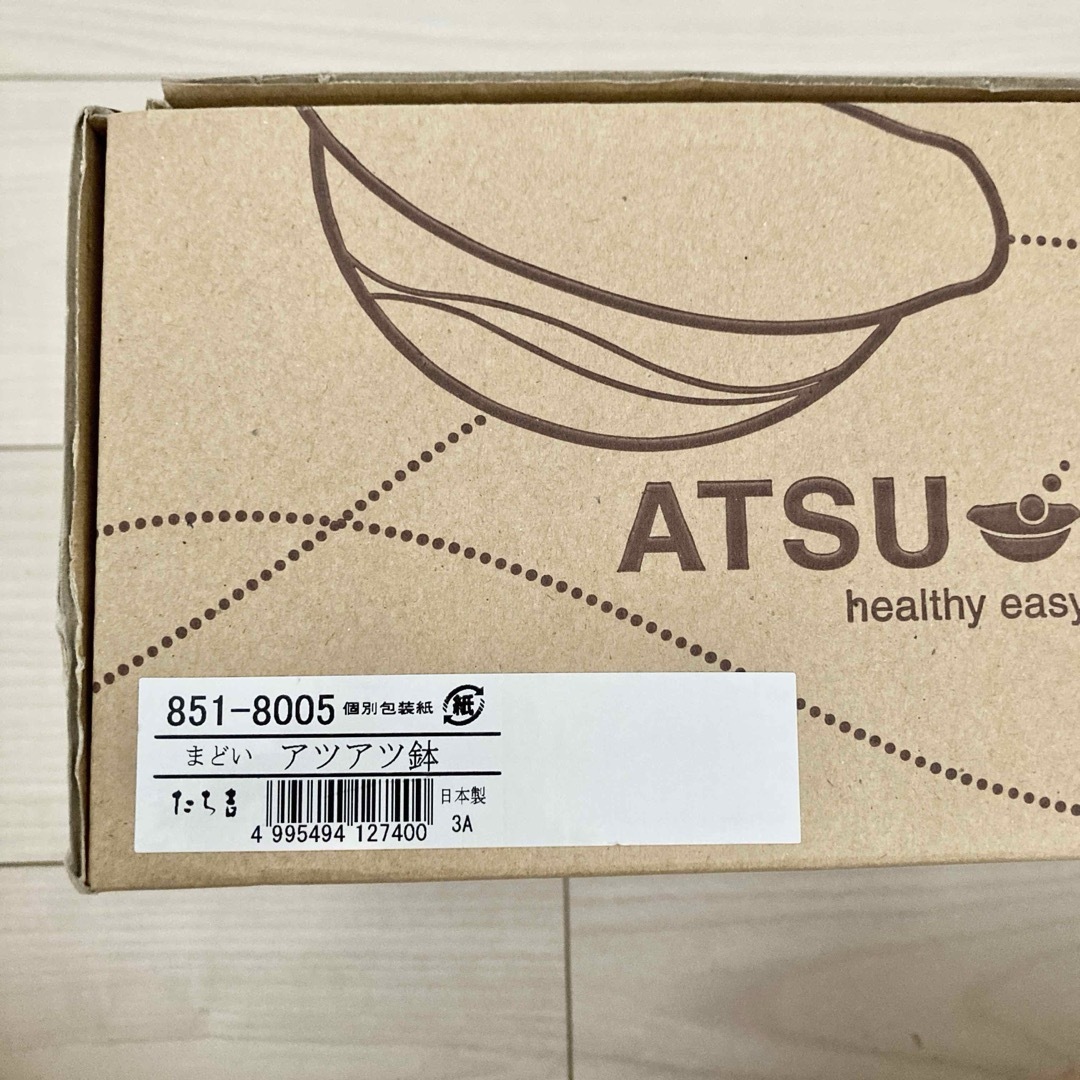 ATSU
healthy easy
851-8005 個別包装紙 紙
まどい アツアツ鉢
たち吉
日本製
4 995494 127400
3A